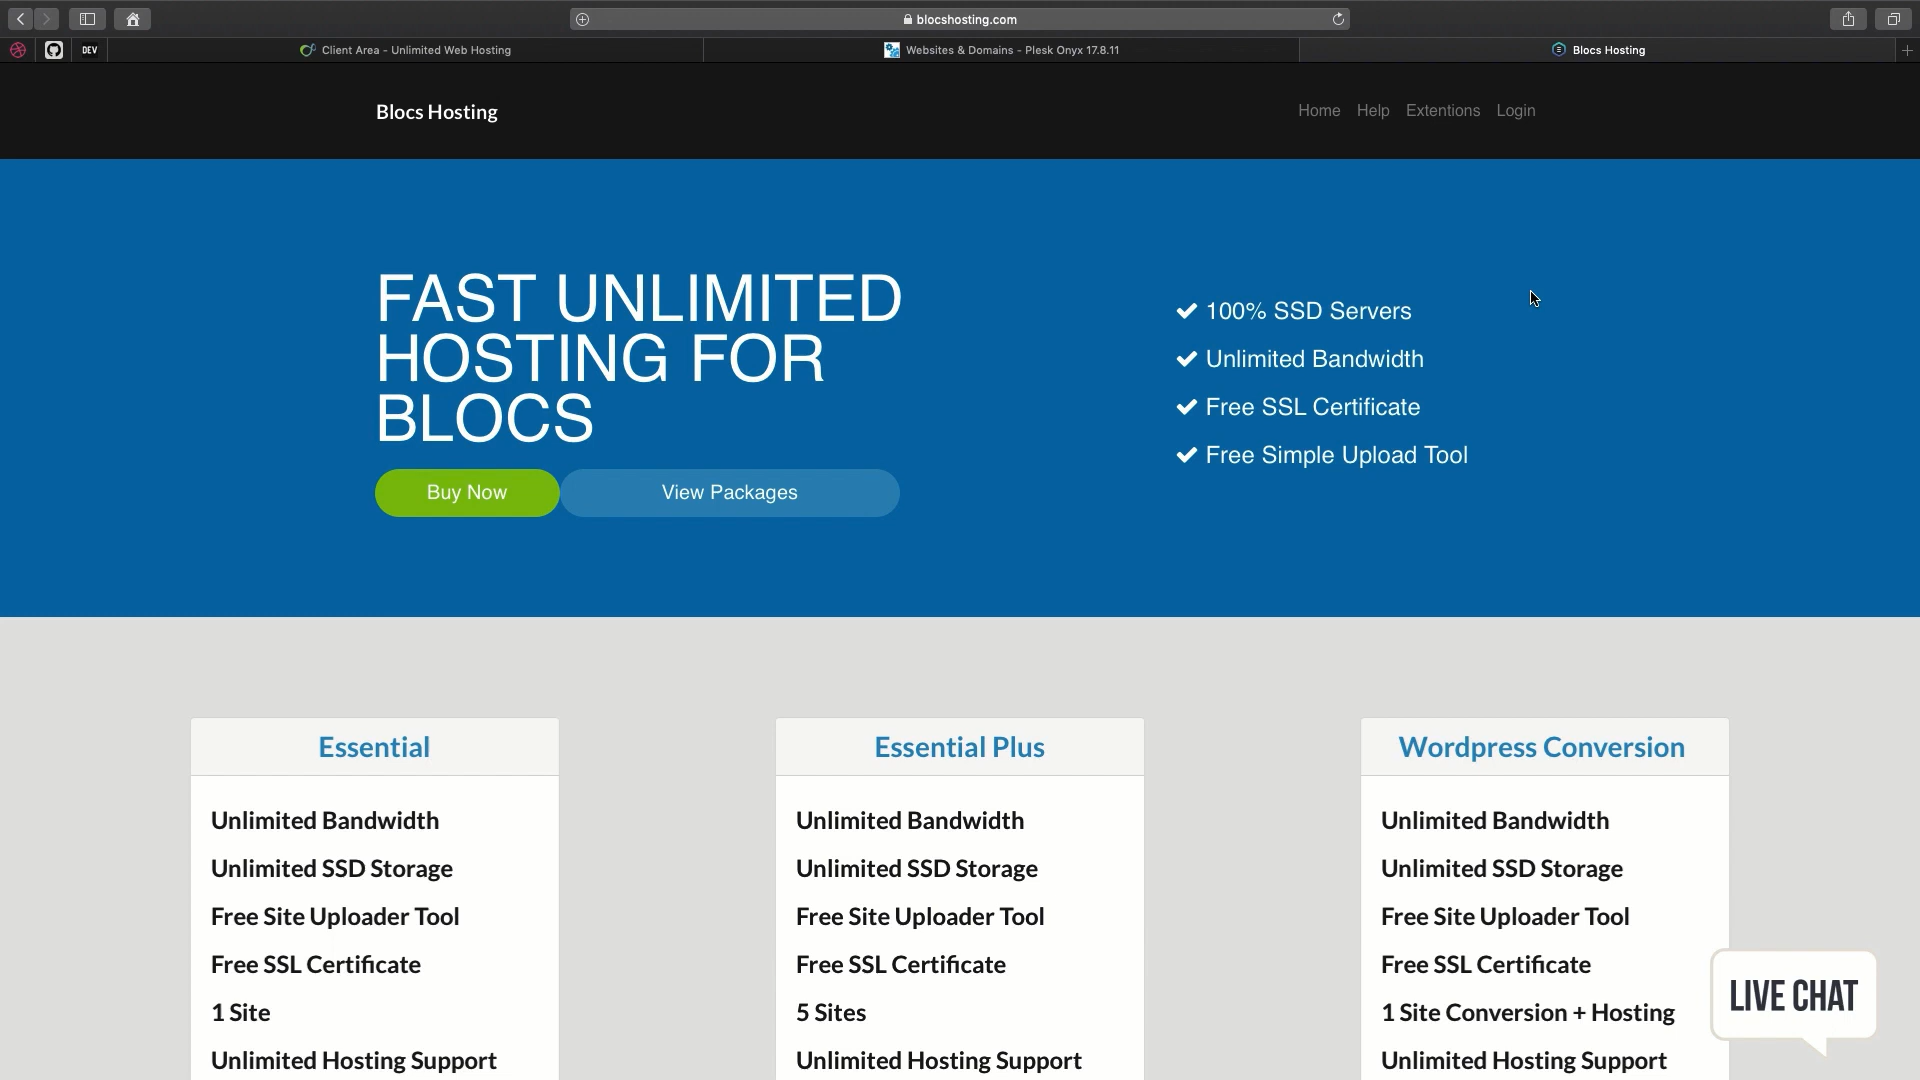 blocshosting.com
DEV
Client Area - Unlimited Web Hosting
Websites & Domains - Plesk Onyx 17.8.11
Blocs Hosting
Blocs Hosting
Home Help Extentions Login
FAST UNLIMITED
HOSTING FOR
BLOCS
Buy Now
View Packages
100% SSD Servers
Unlimited Bandwidth
Free SSL Certificate
Free Simple Upload Tool
Essential
Unlimited Bandwidth
Unlimited SSD Storage
Free Site Uploader Tool
Free SSL Certificate
1 Site
Unlimited Hosting Support
Essential Plus
Unlimited Bandwidth
Unlimited SSD Storage
Free Site Uploader Tool
Free SSL Certificate
5 Sites
Unlimited Hosting Support
Wordpress Conversion
Unlimited Bandwidth
Unlimited SSD Storage
Free Site Uploader Tool
Free SSL Certificate
1 Site Conversion + Hosting
Unlimited Hosting Support
LIVE CHAT